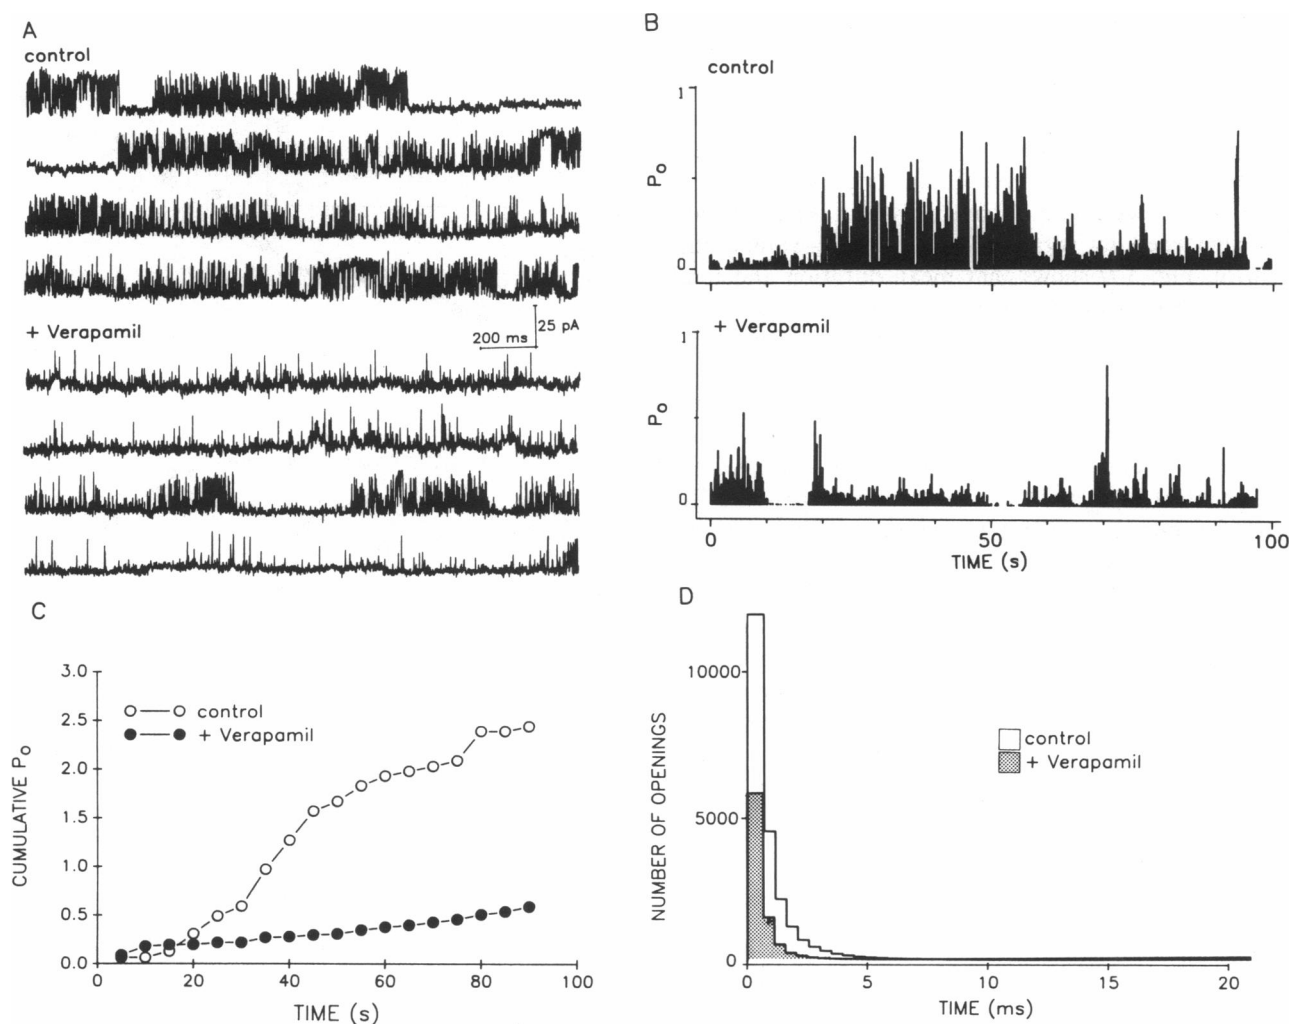 A
control
+ Verapamil
200 ms
25 pA
B
control
1
Po
0
+ Verapamil
1
Po
0
0 50 100
TIME (s)
C
3.0
2.5
2.0
1.5
1.0
0.5
0.0
CUMULATIVE Po
control
+ Verapamil
0 20 40 60 80 100
TIME (s)
D
10000
5000
0
NUMBER OF OPENINGS
control
+ Verapamil
0 5 10 15 20
TIME (ms)